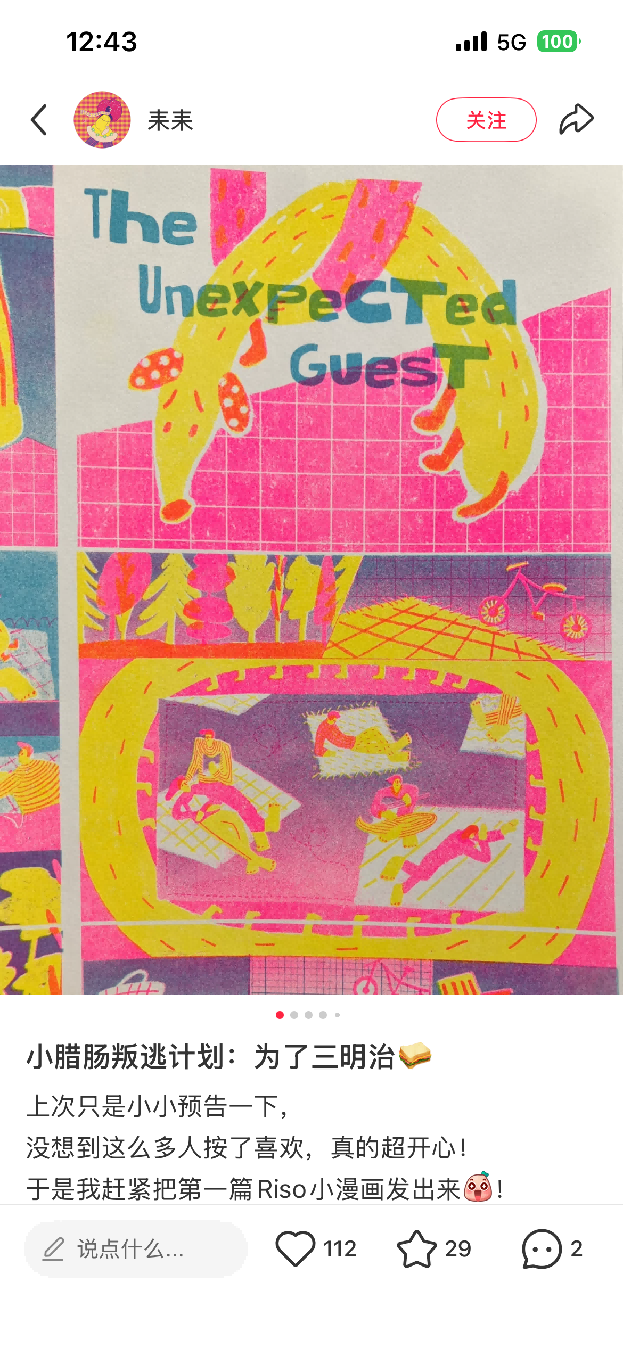 12:43
5G
100
耒耒
关注
The
Unexpected
Guest
小腊肠叛逃计划：为了三明治🥪
上次只是小小预告一下，
没想到这么多人按了喜欢，真的超开心！
于是我赶紧把第一篇Riso小漫画发出来！
说点什么...
112
29
2